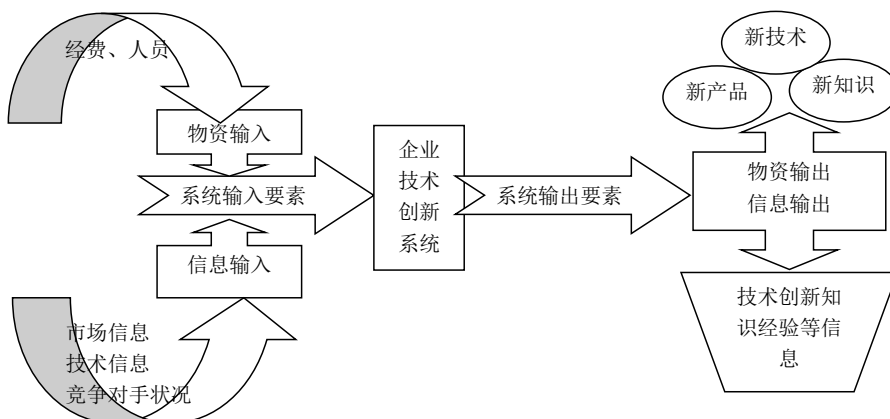 经费、人员
物资输入
系统输入要素
信息输入
市场信息
技术信息
竞争对手状况
企业
技术
创新
系统
系统输出要素
新技术
新产品
新知识
物资输出
信息输出
技术创新知
识经验等信
息